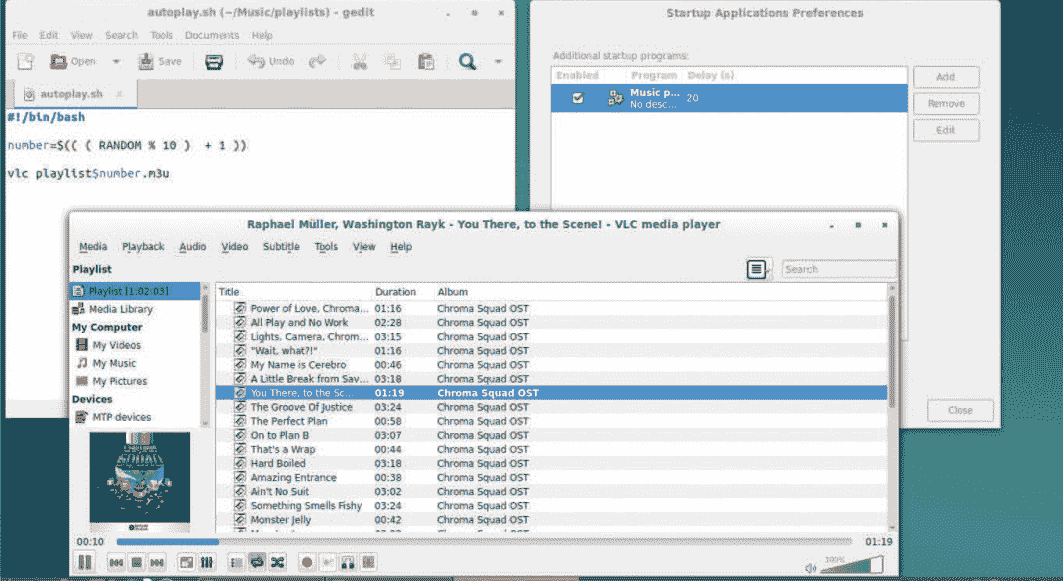 autoplay.sh (~/Music/playlists) - gedit
File Edit View Search Tools Documents Help
Open Save Undo
autoplay.sh
#!/bin/bash
number=$(( ( RANDOM % 10 ) + 1 ))
vlc playlist$number.m3u
Startup Applications Preferences
Additional startup programs:
Enabled Program Delay (s)
Music p...
No desc... 20
Add
Remove
Edit
Close
Raphael Müller, Washington Rayk - You There, to the Scene! - VLC media player
Media Playback Audio Video Subtitle Tools View Help
Playlist
Search
Playlist [1:02:03]
Media Library
My Computer
My Videos
My Music
My Pictures
Devices
MTP devices
Title Duration Album
Power of Love, Chroma... 01:16 Chroma Squad OST
All Play and No Work 02:28 Chroma Squad OST
Lights, Camera, Chrom... 03:15 Chroma Squad OST
"Wait, what?!" 01:16 Chroma Squad OST
My Name is Cerebro 00:46 Chroma Squad OST
A Little Break from Sav... 03:18 Chroma Squad OST
You There, to the Sc... 01:19 Chroma Squad OST
The Groove Of Justice 03:24 Chroma Squad OST
The Perfect Plan 00:58 Chroma Squad OST
On to Plan B 03:07 Chroma Squad OST
That's a Wrap 00:44 Chroma Squad OST
Hard Boiled 03:18 Chroma Squad OST
Amazing Entrance 00:38 Chroma Squad OST
Ain't No Suit 03:02 Chroma Squad OST
Something Smells Fishy 03:24 Chroma Squad OST
Monster Jelly 00:42 Chroma Squad OST
SQUAD
00:10 01:19
100%